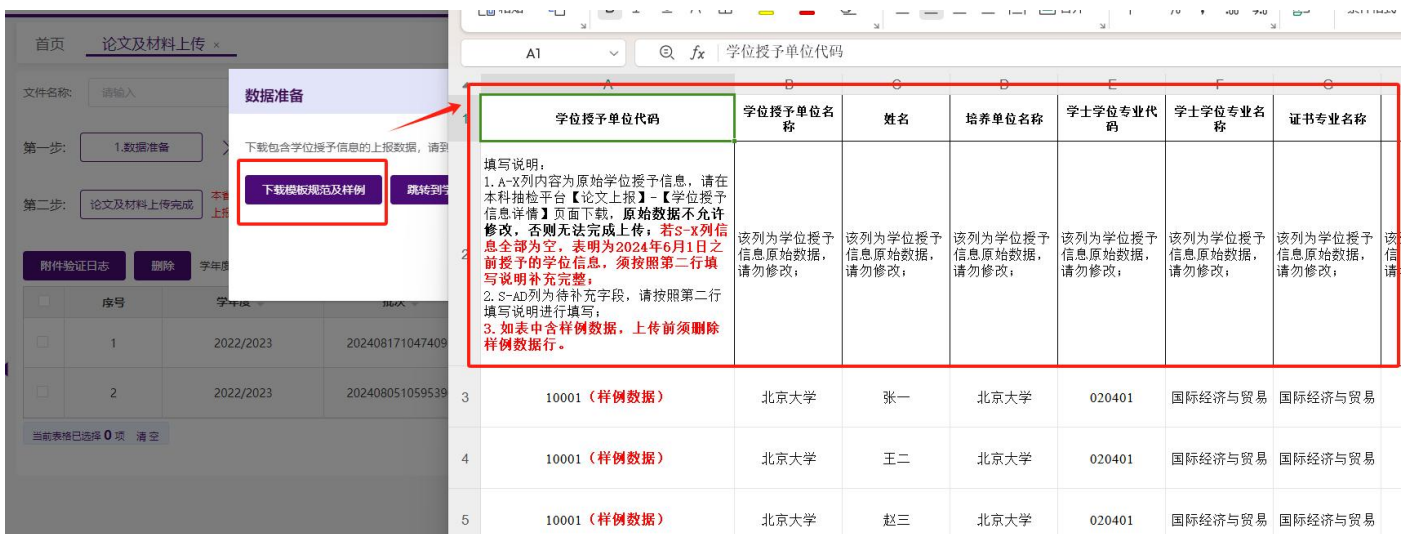 首页
论文及材料上传 ×
文件名称:
请输入
第一步:
1.数据准备
第二步:
论文及材料上传完成
附件验证日志
删除
学年度
序号
学年度
批次
1
2022/2023
202408171047409
2
2022/2023
202408051059539
当前表格已选择 0 项 清空
数据准备
下载包含学位授予信息的上报数据,请到
下载模板规范及样例
跳转到学
A1
fx
学位授予单位代码
A B C D E F G
1
学位授予单位代码
学位授予单位名
称
姓名
培养单位名称
学士学位专业代
码
学士学位专业名
称
证书专业名称
2
填写说明:
1.A-X列内容为原始学位授予信息,请在
本科抽检平台【论文上报】-【学位授予
信息详情】页面下载,原始数据不允许
修改,否则无法完成上传;若S-X列信
息全部为空,表明为2024年6月1日之
前授予的学位信息,须按照第二行填
写说明补充完整;
2.S-AD列为待补充字段,请按照第二行
填写说明进行填写;
3.如表中含样例数据,上传前须删除
样例数据行。
该列为学位授予
信息原始数据,
请勿修改;
该列为学位授予
信息原始数据,
请勿修改;
该列为学位授予
信息原始数据,
请勿修改;
该列为学位授予
信息原始数据,
请勿修改;
该列为学位授予
信息原始数据,
请勿修改;
该列为学位授予
信息原始数据,
请勿修改;
3 10001(样例数据) 北京大学 张一 北京大学 020401 国际经济与贸易 国际经济与贸易
4 10001(样例数据) 北京大学 王二 北京大学 020401 国际经济与贸易 国际经济与贸易
5 10001(样例数据) 北京大学 赵三 北京大学 020401 国际经济与贸易 国际经济与贸易